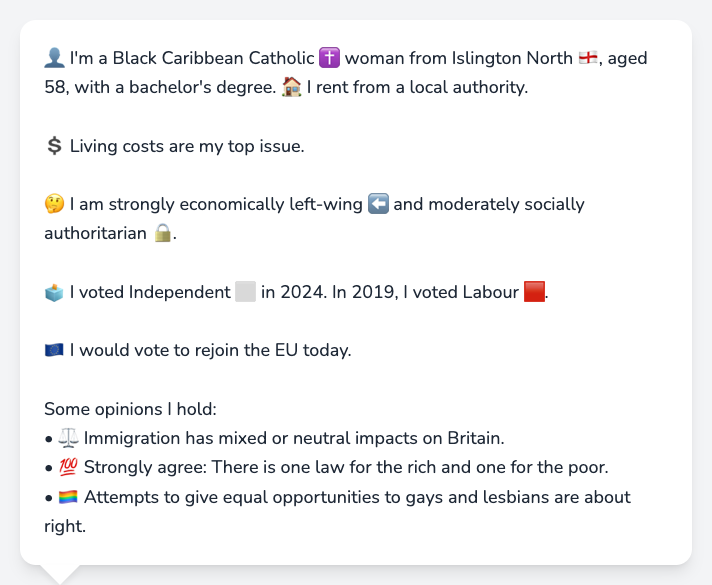 👤 I'm a Black Caribbean Catholic ✝️ woman from Islington North 🏴󠁧󠁢󠁥󠁮󠁧󠁿, aged
58, with a bachelor's degree. 🏠 I rent from a local authority.
💲 Living costs are my top issue.
🤔 I am strongly economically left-wing ⬅️ and moderately socially
authoritarian 🔒.
🗳️ I voted Independent ⬜ in 2024. In 2019, I voted Labour 🟥.
🇪🇺 I would vote to rejoin the EU today.
Some opinions I hold:
• ⚖️ Immigration has mixed or neutral impacts on Britain.
• 💯 Strongly agree: There is one law for the rich and one for the poor.
• 🏳️‍🌈 Attempts to give equal opportunities to gays and lesbians are about
right.